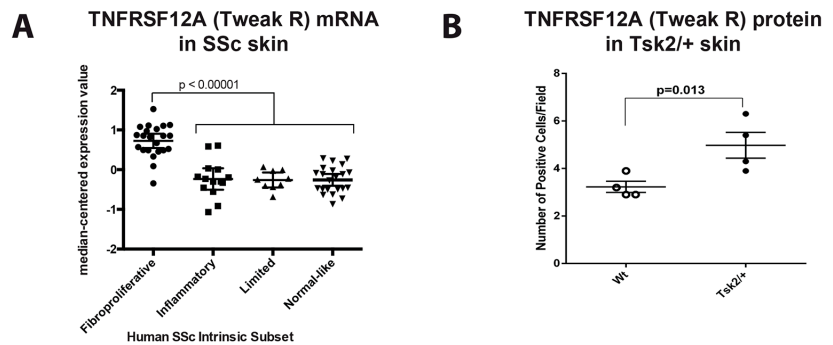 A
TNFRSF12A (Tweak R) mRNA
in SSc skin
p < 0.00001
median-centered expression value
2
1
0
-1
-2
Fibroproliferative
Inflammatory
Limited
Normal-like
Human SSc Intrinsic Subset
B
TNFRSF12A (Tweak R) protein
in Tsk2/+ skin
p=0.013
Number of Positive Cells/Field
8
6
4
2
0
Wt
Tsk2/+